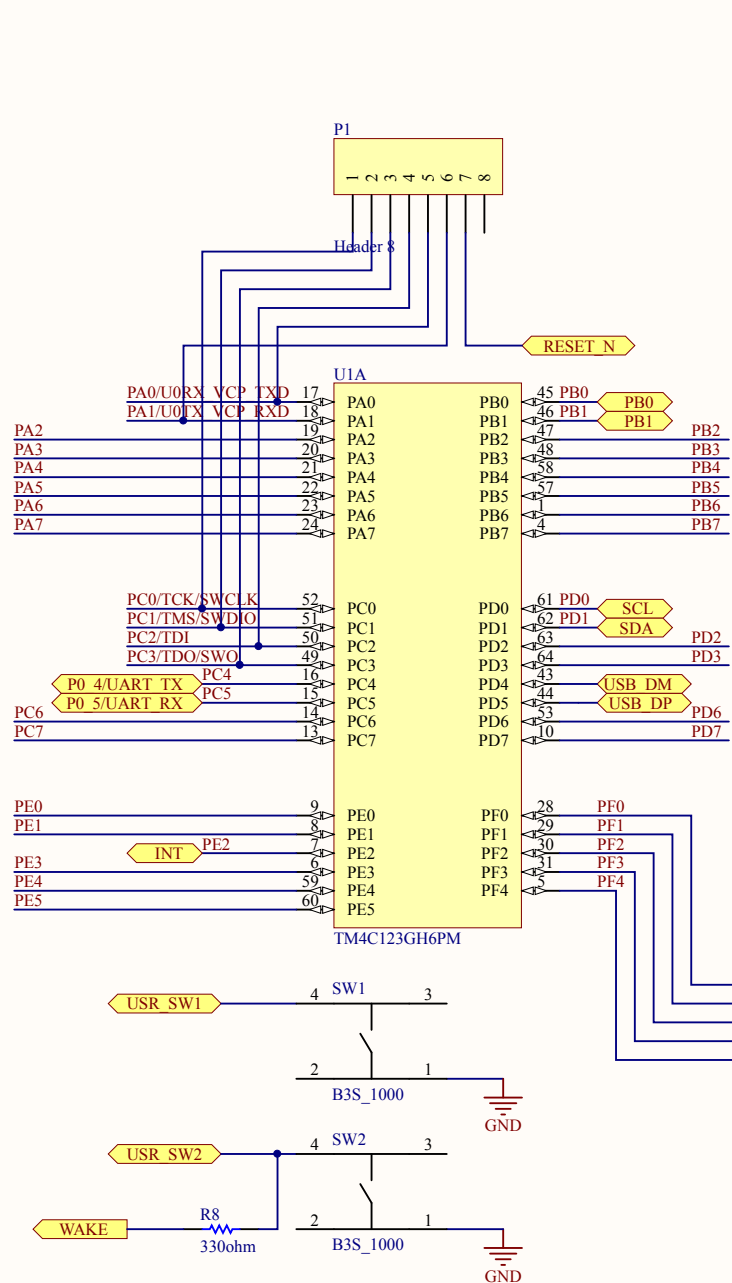 P1
1 2 3 4 5 6 7 8
Header 8
RESET_N
U1A
PA0/U0RX_VCP_TXD 17 PA0 PB0 45 PB0 PB0
PA1/U0TX_VCP_RXD 18 PA1 PB1 46 PB1 PB1
PA2 19 PA2 PB2 47 PB2
PA3 20 PA3 PB3 48 PB3
PA4 21 PA4 PB4 58 PB4
PA5 22 PA5 PB5 57 PB5
PA6 23 PA6 PB6 1 PB6
PA7 24 PA7 PB7 4 PB7
PC0/TCK/SWCLK 52 PC0 PD0 61 PD0 SCL
PC1/TMS/SWDIO 51 PC1 PD1 62 PD1 SDA
PC2/TDI 50 PC2 PD2 63 PD2
PC3/TDO/SWO 49 PC3 PD3 64 PD3
P0_4/UART_TX PC4 16 PC4 PD4 43 USB_DM
P0_5/UART_RX PC5 15 PC5 PD5 44 USB_DP
PC6 14 PC6 PD6 53 PD6
PC7 13 PC7 PD7 10 PD7
PE0 9 PE0 PF0 28 PF0
PE1 8 PE1 PF1 29 PF1
INT PE2 7 PE2 PF2 30 PF2
PE3 6 PE3 PF3 31 PF3
PE4 59 PE4 PF4 5 PF4
PE5 60 PE5
TM4C123GH6PM
USR_SW1 4 SW1 3
2 1
B3S_1000
GND
USR_SW2 4 SW2 3
WAKE R8 2 1
330ohm B3S_1000
GND